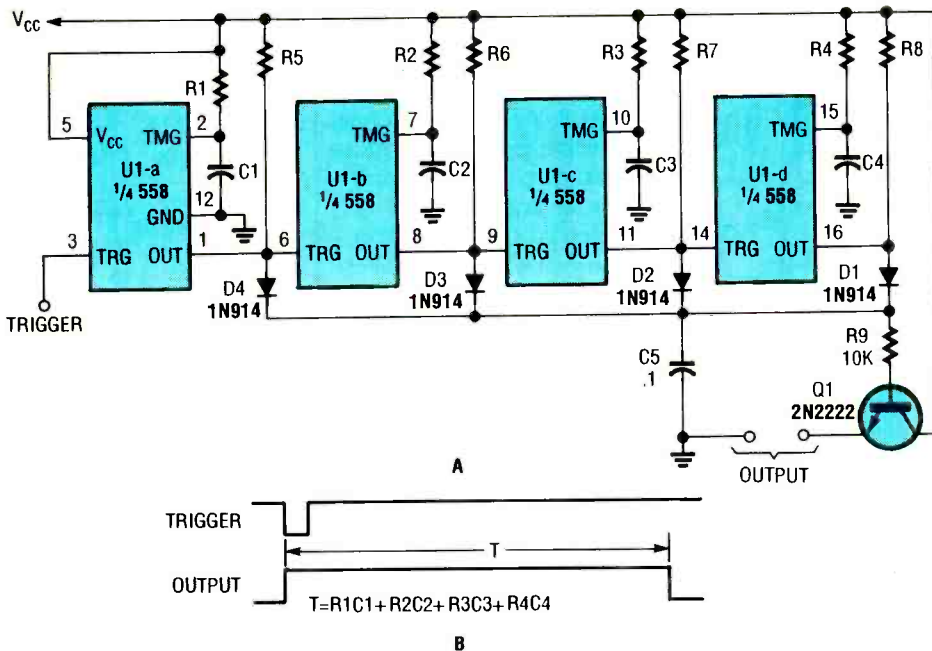 VCC
R1
R5
R2
R6
R3
R7
R4
R8
5
VCC
TMG
2
U1-a
1/4 558
12
GND
3
TRG
OUT
1
C1
TMG
7
U1-b
1/4 558
6
TRG
OUT
8
C2
TMG
10
U1-c
1/4 558
9
TRG
OUT
11
C3
TMG
15
U1-d
1/4 558
14
TRG
OUT
16
C4
TRIGGER
D4
1N914
D3
1N914
D2
1N914
D1
1N914
C5
.1
R9
10K
Q1
2N2222
OUTPUT
A
TRIGGER
T
OUTPUT
T=R1C1+R2C2+R3C3+R4C4
B